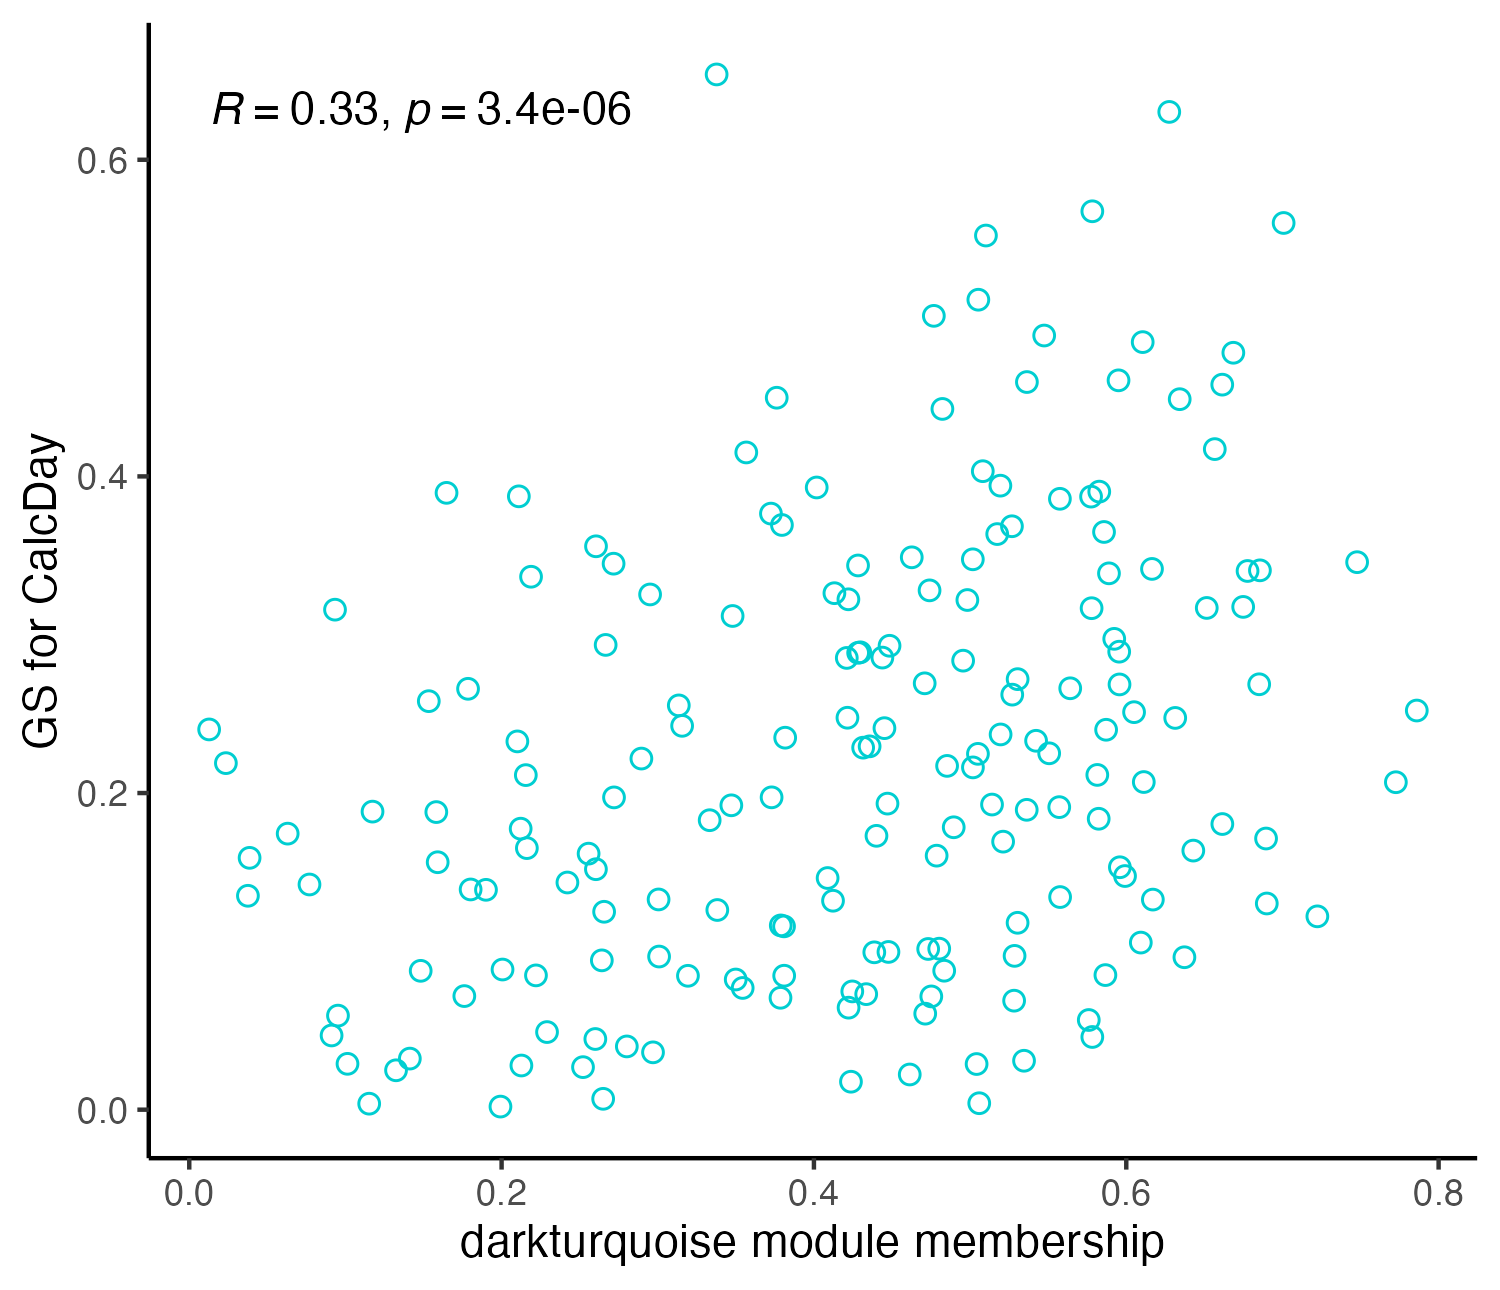 R = 0.33, p = 3.4e-06
0.6
0.4
0.2
0.0
GS for CalcDay
0.0 0.2 0.4 0.6 0.8
darkturquoise module membership